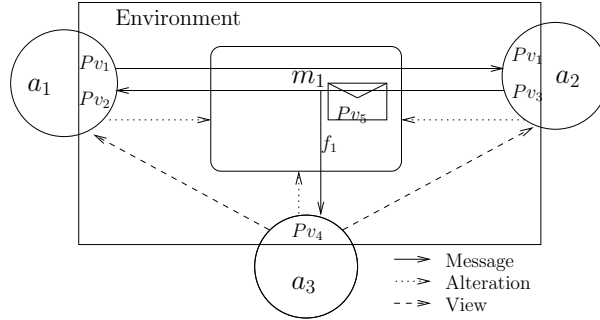 Environment
Pv₁ Pv₁
a₁ m₁ a₂
Pv₂ Pv₃
Pv₅
f₁
Pv₄
a₃
Message
Alteration
View